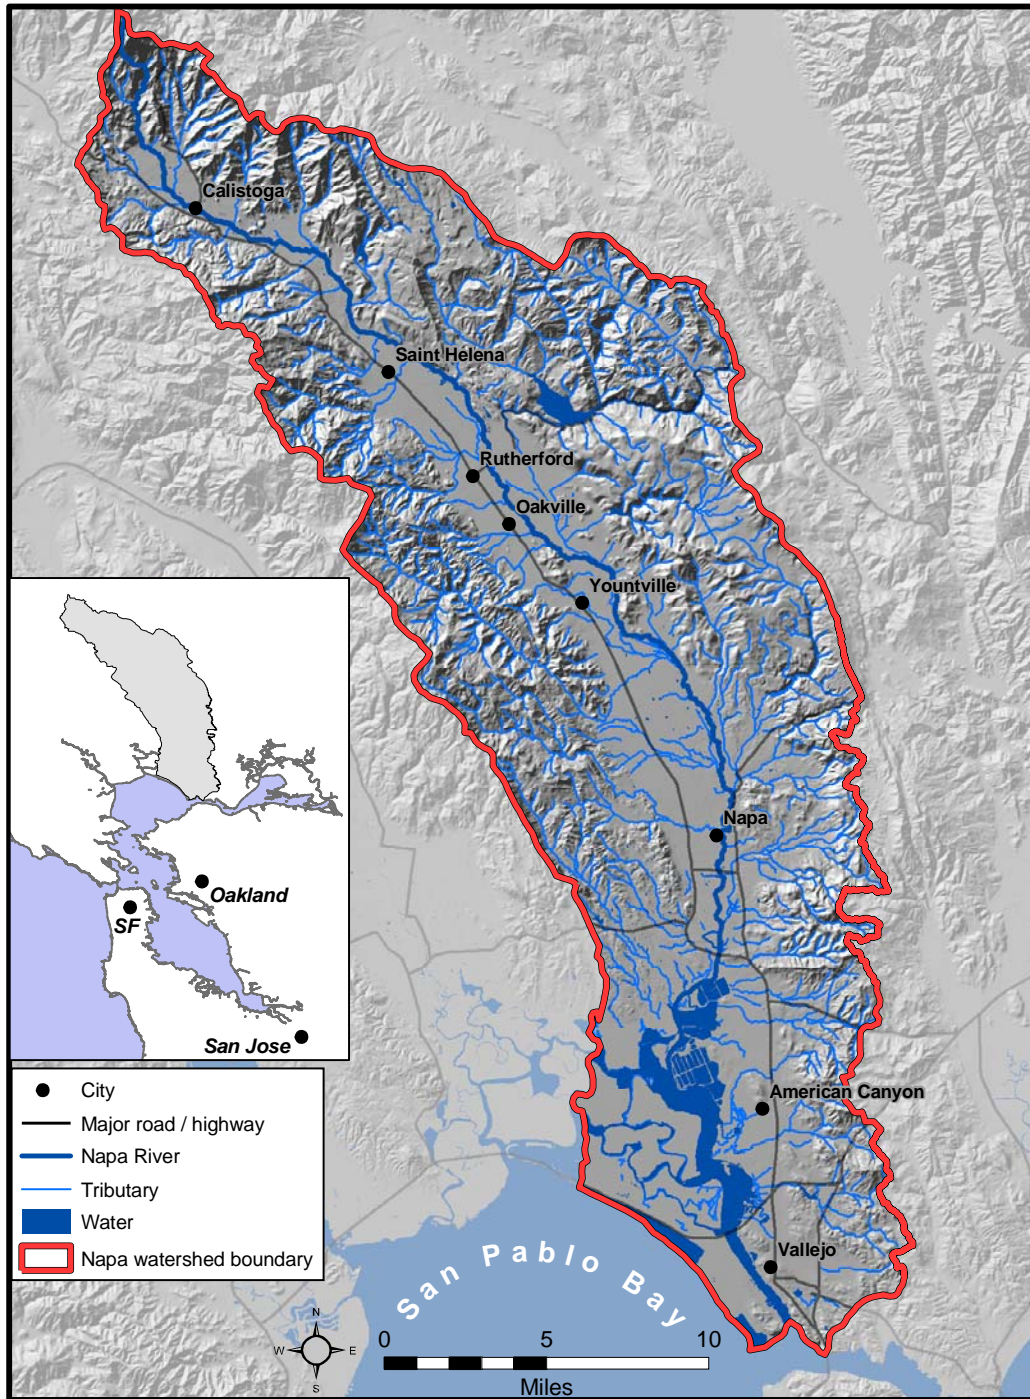 Calistoga
Saint Helena
Rutherford
Oakville
Yountville
Napa
American Canyon
Vallejo
San Pablo Bay
Oakland
SF
San Jose
City
Major road / highway
Napa River
Tributary
Water
Napa watershed boundary
N
W E
S
0 5 10
Miles